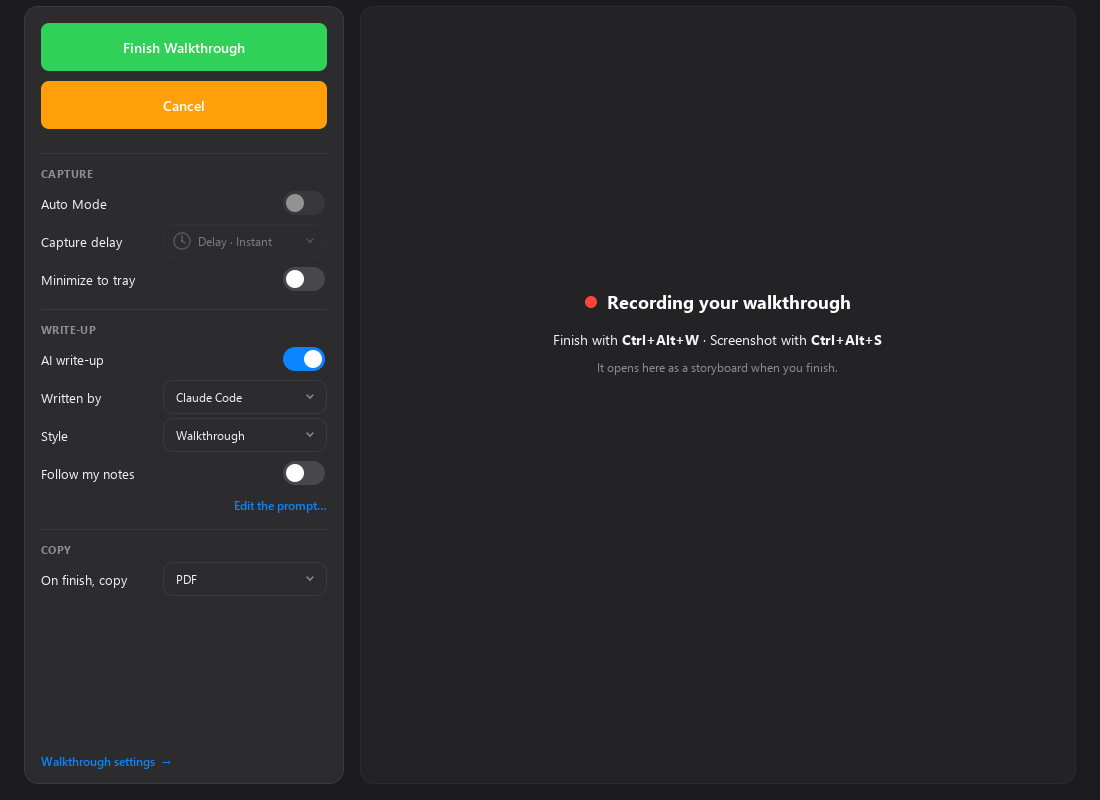 Finish Walkthrough
Cancel
CAPTURE
Auto Mode
Capture delay
Delay · Instant
Minimize to tray
WRITE-UP
AI write-up
Written by
Claude Code
Style
Walkthrough
Follow my notes
Edit the prompt...
COPY
On finish, copy
PDF
Walkthrough settings →
Recording your walkthrough
Finish with Ctrl+Alt+W · Screenshot with Ctrl+Alt+S
It opens here as a storyboard when you finish.